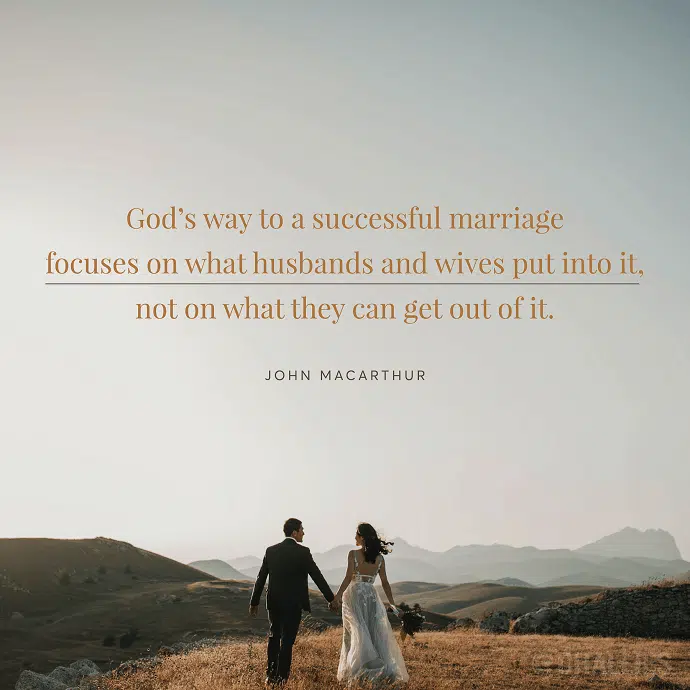 God’s way to a successful marriage
focuses on what husbands and wives put into it,
not on what they can get out of it.
JOHN MACARTHUR